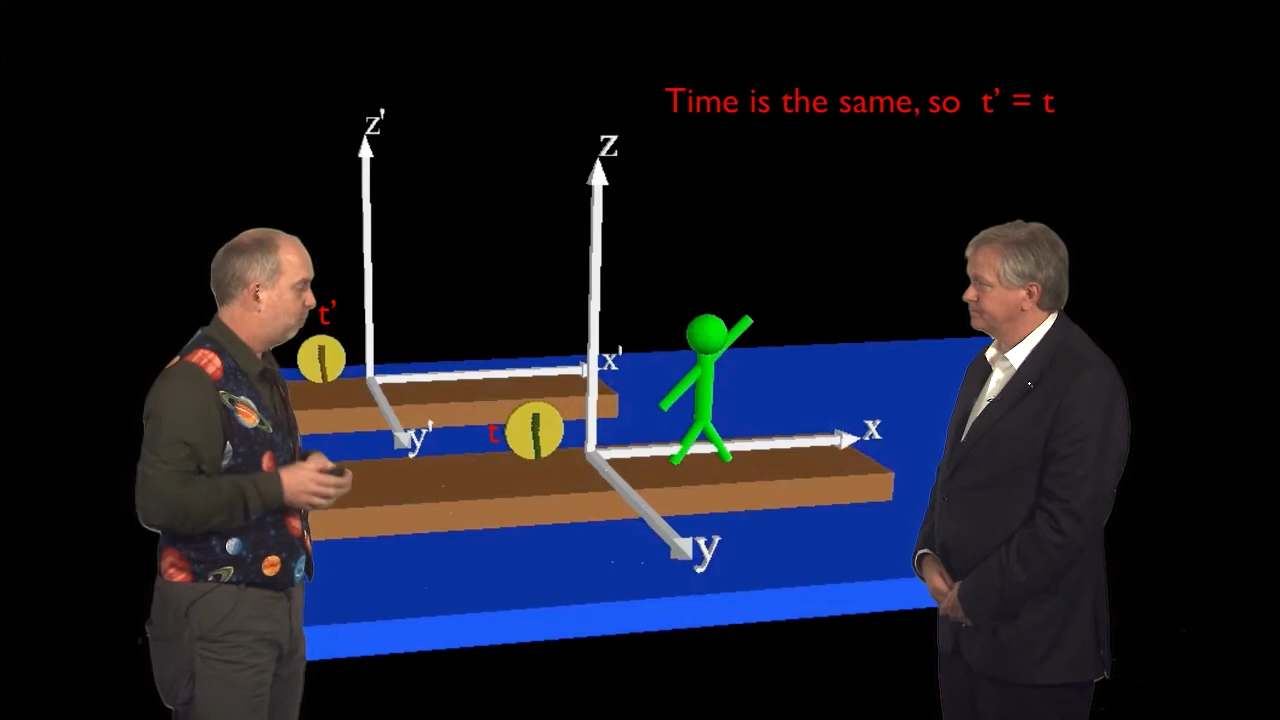 Time is the same, so t' = t
z'
z
t'
x'
t
y'
x
y